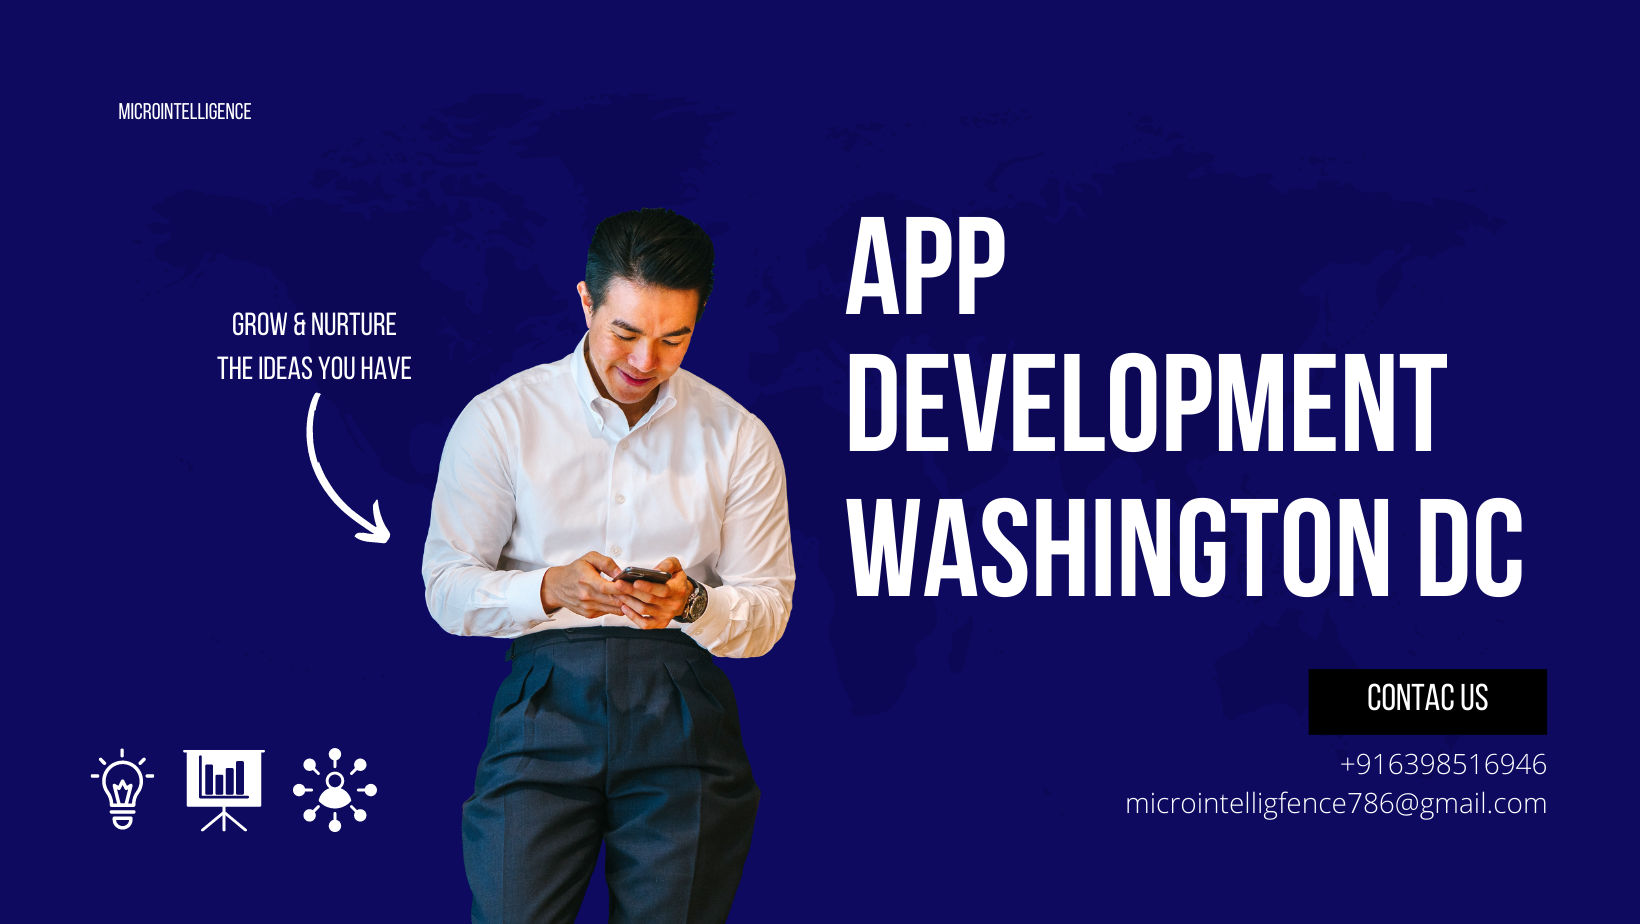 MICROINTELLIGENCE
GROW & NURTURE
THE IDEAS YOU HAVE
APP
DEVELOPMENT
WASHINGTON DC
CONTAC US
+916398516946
microintelligfence786@gmail.com